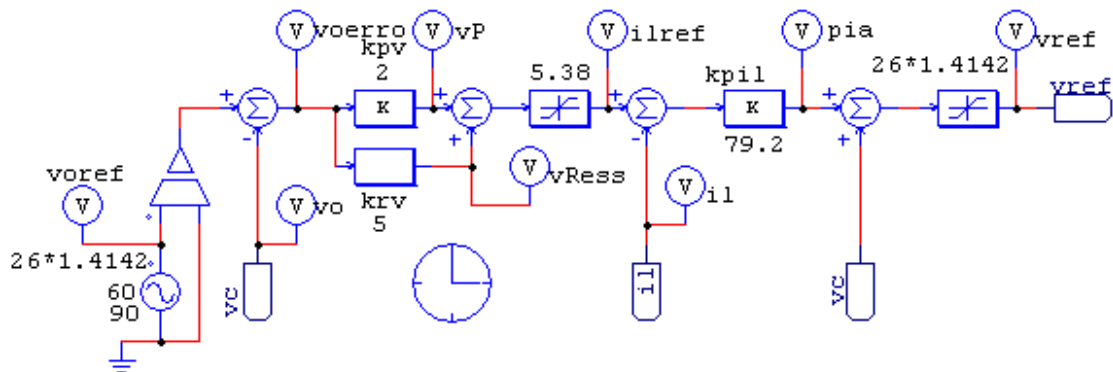 V voerro
kpv
2
K
V vP
V ilref
5.38
kpil
K
79.2
V pia
26*1.4142
V vref
vref
+ Σ -
+ Σ +
+ Σ -
+ Σ +
voref
V
krv
5
V vRess
V vo
V il
26*1.4142
60
90
vc
il
vc